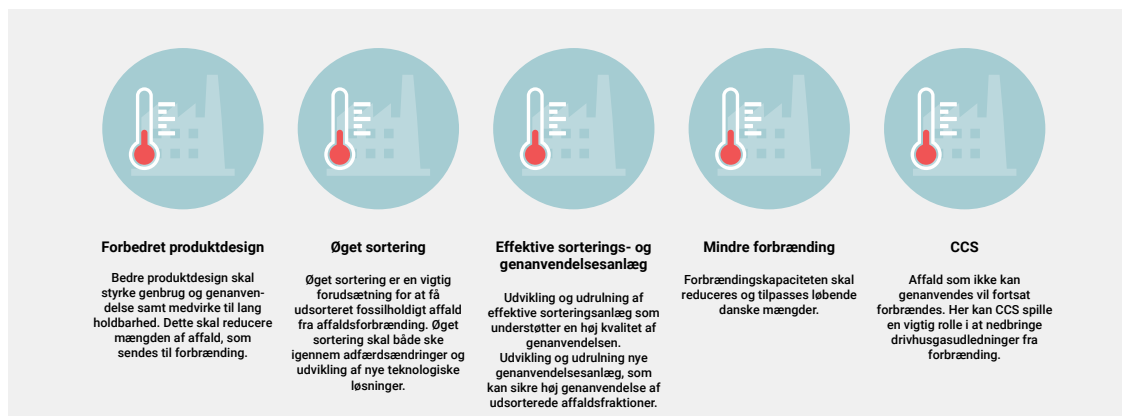 Forbedret produktdesign
Bedre produktdesign skal
styrke genbrug og genanven-
delse samt medvirke til lang
holdbarhed. Dette skal reducere
mængden af affald, som
sendes til forbrænding.
Øget sortering
Øget sortering er en vigtig
forudsætning for at få
udsorteret fossilholdigt affald
fra affaldsforbrænding. Øget
sortering skal både ske
igennem adfærdsændringer og
udvikling af nye teknologiske
løsninger.
Effektive sorterings- og
genanvendelsesanlæg
Udvikling og udrulning af
effektive sorteringsanlæg som
understøtter en høj kvalitet af
genanvendelsen.
Udvikling og udrulning nye
genanvendelsesanlæg, som
kan sikre høj genanvendelse af
udsorterede affaldsfraktioner.
Mindre forbrænding
Forbrændingskapaciteten skal
reduceres og tilpasses løbende
danske mængder.
CCS
Affald som ikke kan
genanvendes vil fortsat
forbrændes. Her kan CCS spille
en vigtig rolle i at nedbringe
drivhusgasudledninger fra
forbrænding.